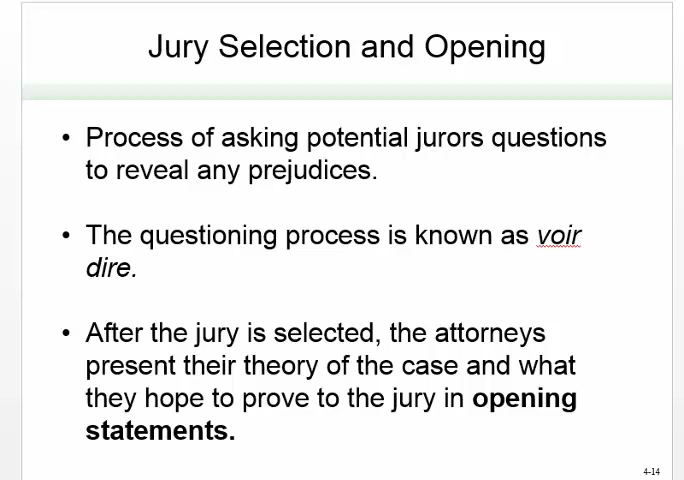 Jury Selection and Opening
• Process of asking potential jurors questions
to reveal any prejudices.
• The questioning process is known as voir
dire.
• After the jury is selected, the attorneys
present their theory of the case and what
they hope to prove to the jury in opening
statements.
4-14